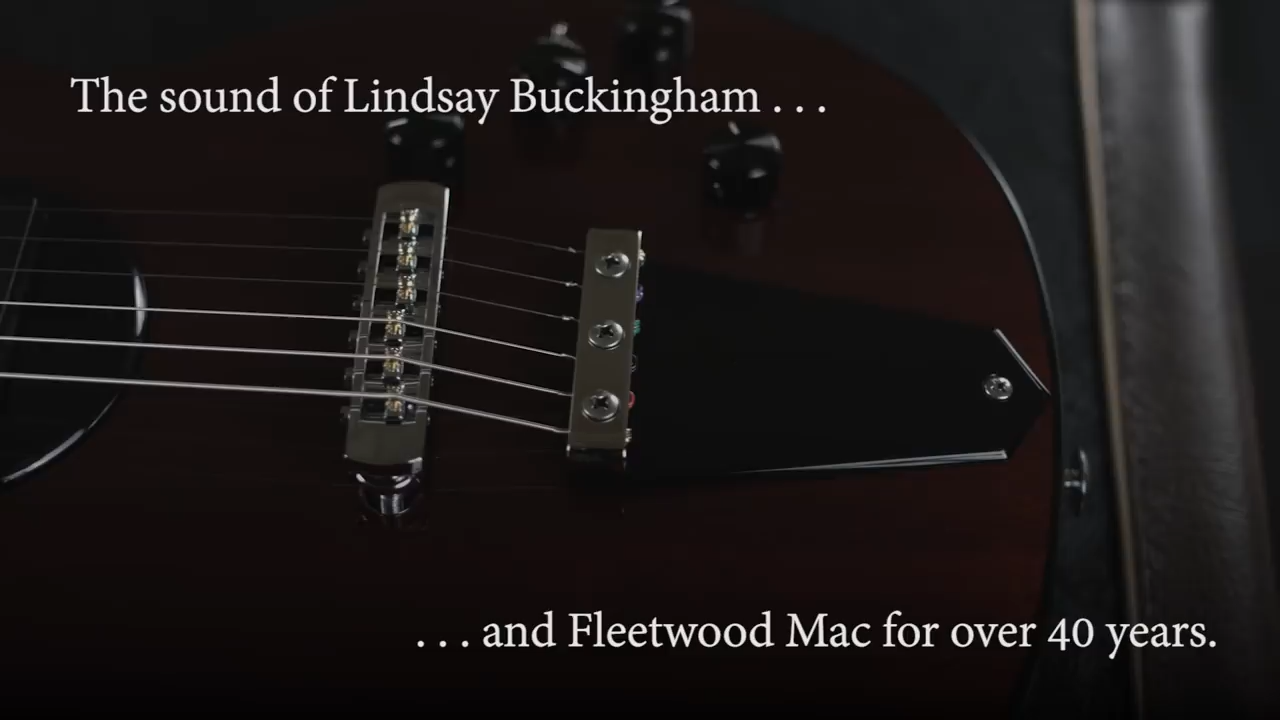 The sound of Lindsay Buckingham . . .
. . . and Fleetwood Mac for over 40 years.